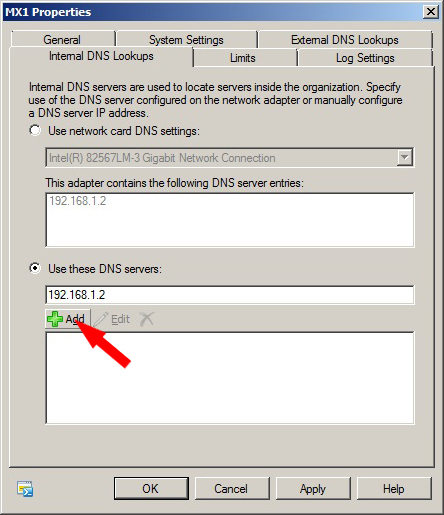 MX1 Properties
General
System Settings
External DNS Lookups
Internal DNS Lookups
Limits
Log Settings
Internal DNS servers are used to locate servers inside the organization. Specify
use of the DNS server configured on the network adapter or manually configure
a DNS server IP address.
Use network card DNS settings:
Intel(R) 82567LM-3 Gigabit Network Connection
This adapter contains the following DNS server entries:
192.168.1.2
Use these DNS servers:
192.168.1.2
Add
Edit
OK
Cancel
Apply
Help